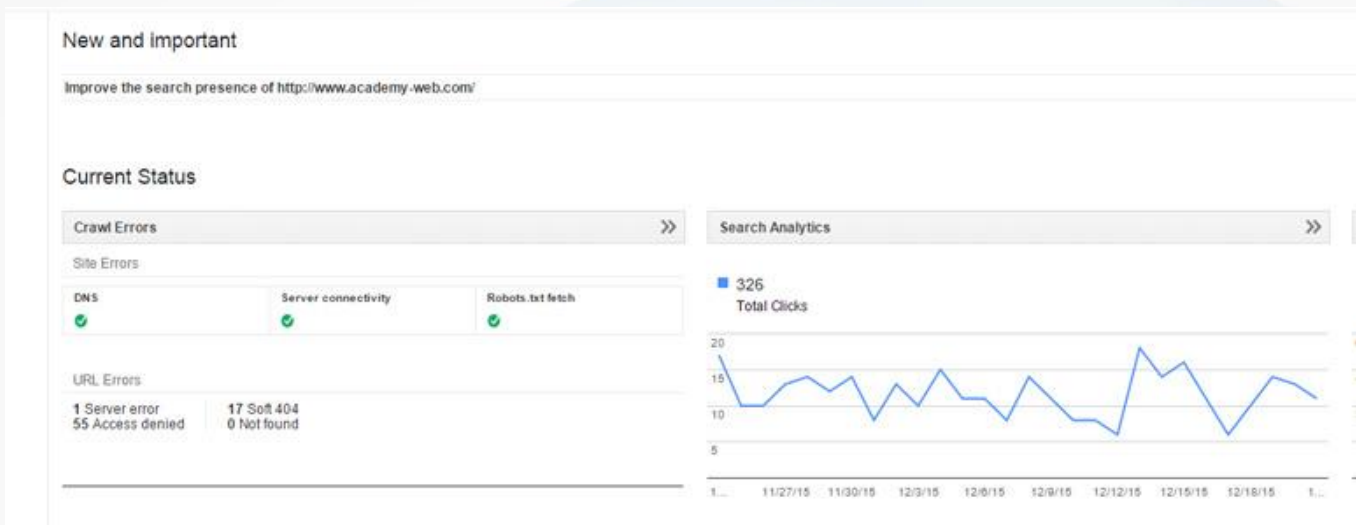 New and important
Improve the search presence of http://www.academy-web.com/
Current Status
Crawl Errors
Site Errors
DNS Server connectivity Robots.txt fetch
URL Errors
1 Server error 17 Soft 404
55 Access denied 0 Not found
Search Analytics
326
Total Clicks
20
15
10
5
1... 11/27/15 11/30/15 12/3/15 12/6/15 12/9/15 12/12/15 12/15/15 12/18/15 1...